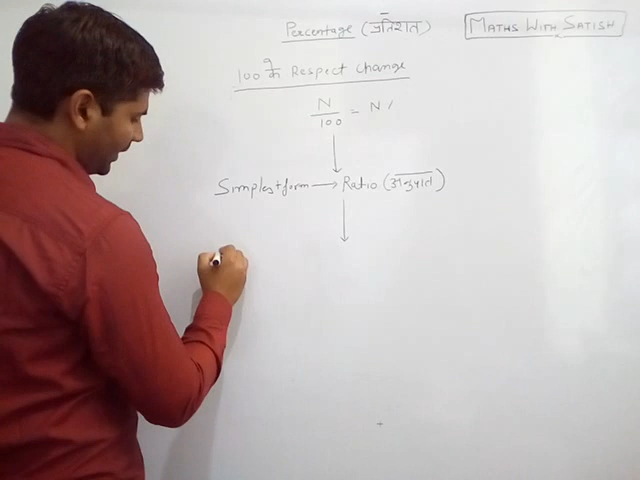 Percentage (प्रतिशत)
MATHS WITH SATISH
100 के Respect change
N/100 = N /
Simplest form → Ratio (अनुपात)